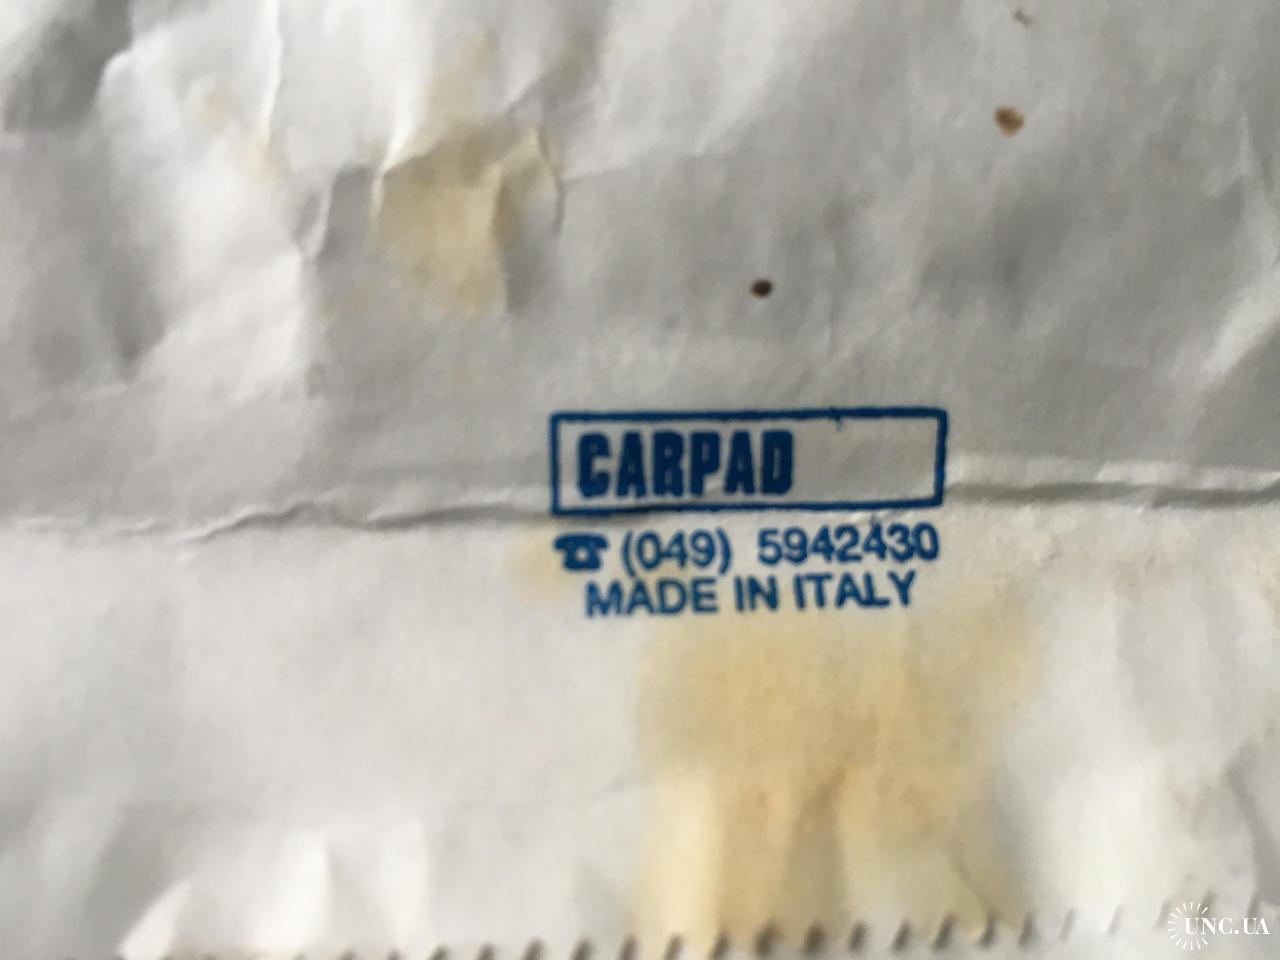 CARPAD
☎ (049) 5942430
MADE IN ITALY
UNC.UA